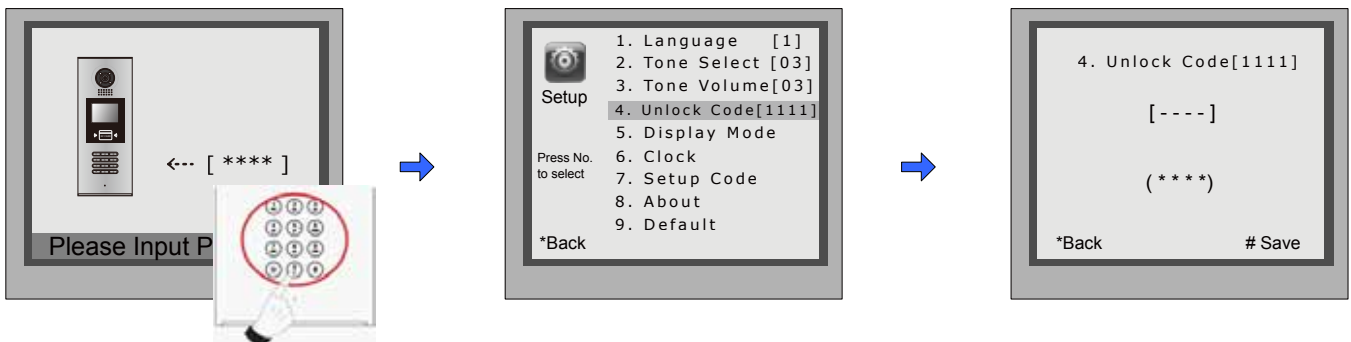 [ **** ]
Please Input P
Setup
Press No.
to select
*Back
1. Language [1]
2. Tone Select [03]
3. Tone Volume[03]
4. Unlock Code[1111]
5. Display Mode
6. Clock
7. Setup Code
8. About
9. Default
4. Unlock Code[1111]
[----]
(****)
*Back # Save